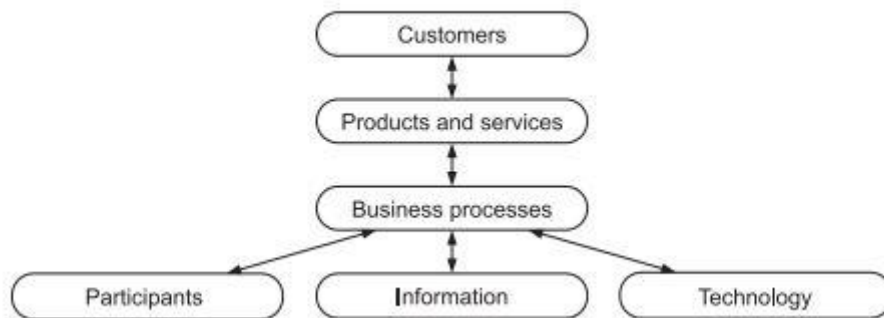 Customers
Products and services
Business processes
Participants
Information
Technology